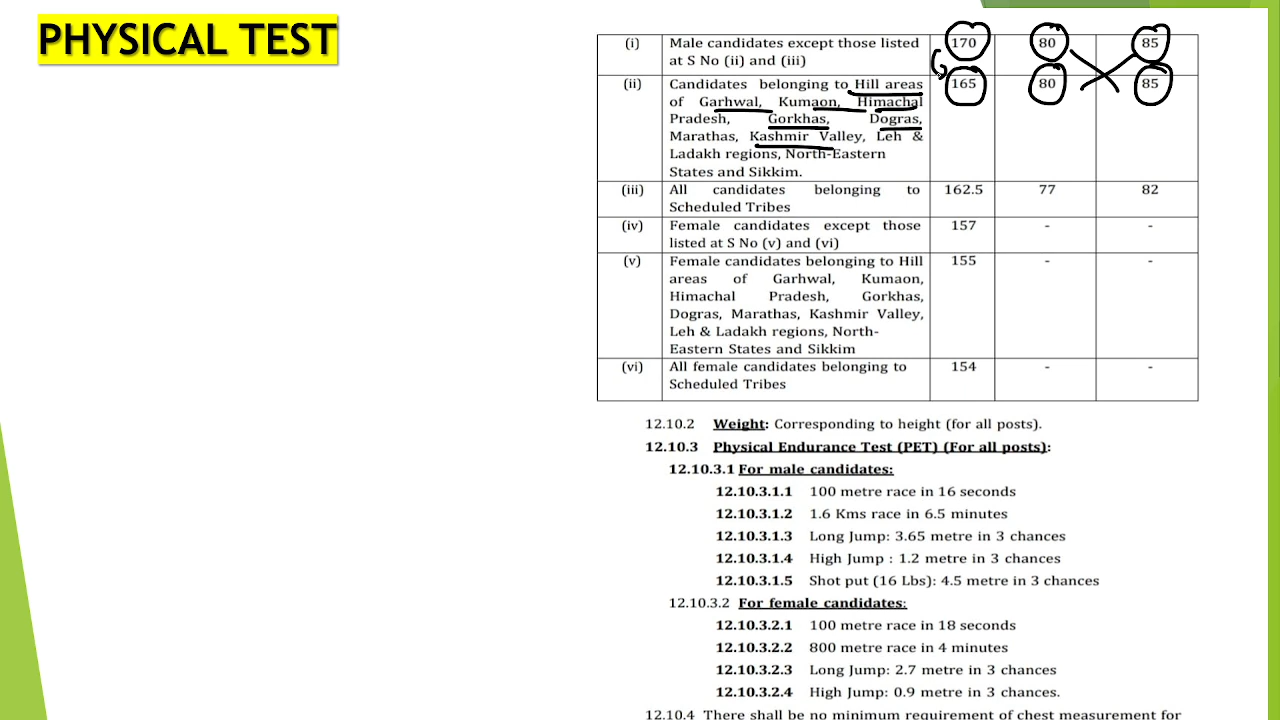 PHYSICAL TEST
(i) Male candidates except those listed 170 80 85
at S No (ii) and (iii)
(ii) Candidates belonging to Hill areas 165 80 85
of Garhwal, Kumaon, Himachal
Pradesh, Gorkhas, Dogras,
Marathas, Kashmir Valley, Leh &
Ladakh regions, North-Eastern
States and Sikkim.
(iii) All candidates belonging to 162.5 77 82
Scheduled Tribes
(iv) Female candidates except those 157 - -
listed at S No (v) and (vi)
(v) Female candidates belonging to Hill 155 - -
areas of Garhwal, Kumaon,
Himachal Pradesh, Gorkhas,
Dogras, Marathas, Kashmir Valley,
Leh & Ladakh regions, North-
Eastern States and Sikkim
(vi) All female candidates belonging to 154 - -
Scheduled Tribes
12.10.2 Weight: Corresponding to height (for all posts).
12.10.3 Physical Endurance Test (PET) (For all posts):
12.10.3.1 For male candidates:
12.10.3.1.1 100 metre race in 16 seconds
12.10.3.1.2 1.6 Kms race in 6.5 minutes
12.10.3.1.3 Long Jump: 3.65 metre in 3 chances
12.10.3.1.4 High Jump : 1.2 metre in 3 chances
12.10.3.1.5 Shot put (16 Lbs): 4.5 metre in 3 chances
12.10.3.2 For female candidates:
12.10.3.2.1 100 metre race in 18 seconds
12.10.3.2.2 800 metre race in 4 minutes
12.10.3.2.3 Long Jump: 2.7 metre in 3 chances
12.10.3.2.4 High Jump: 0.9 metre in 3 chances.
12.10.4 There shall be no minimum requirement of chest measurement for